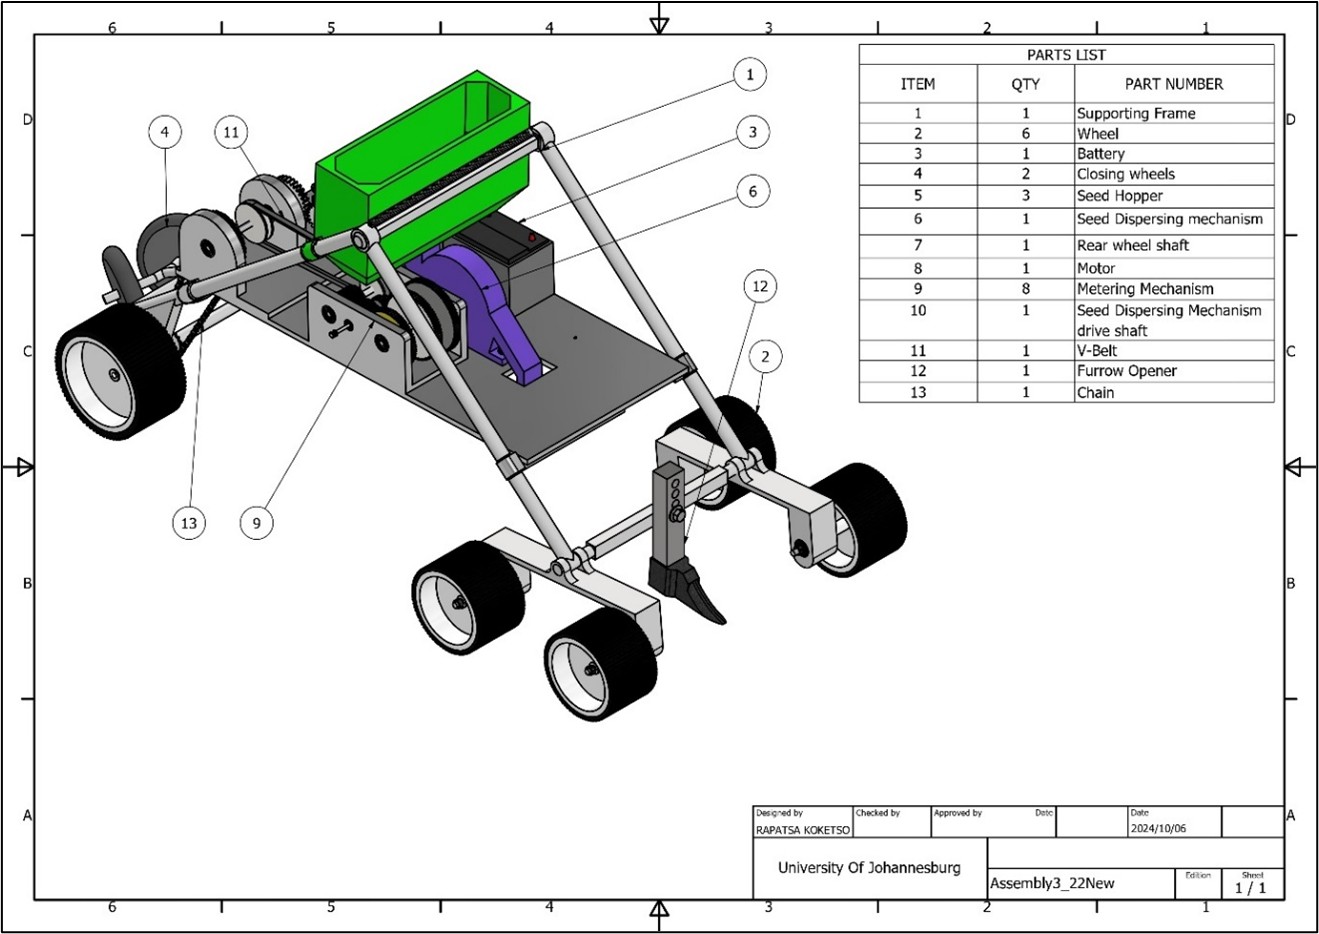 6 5 4 3 2 1
D
D
C
C
B
B
A
A
1
3
4
11
6
12
2
13
9
PARTS LIST
ITEM QTY PART NUMBER
1 1 Supporting Frame
2 6 Wheel
3 1 Battery
4 2 Closing wheels
5 3 Seed Hopper
6 1 Seed Dispersing mechanism
7 1 Rear wheel shaft
8 1 Motor
9 8 Metering Mechanism
10 1 Seed Dispersing Mechanism
drive shaft
11 1 V-Belt
12 1 Furrow Opener
13 1 Chain
Designed by Checked by Approved by Date Date
RAPATSA KOKETSO 2024/10/06
University Of Johannesburg
Assembly3_22New
Edition Sheet
1 / 1
6 5 4 3 2 1